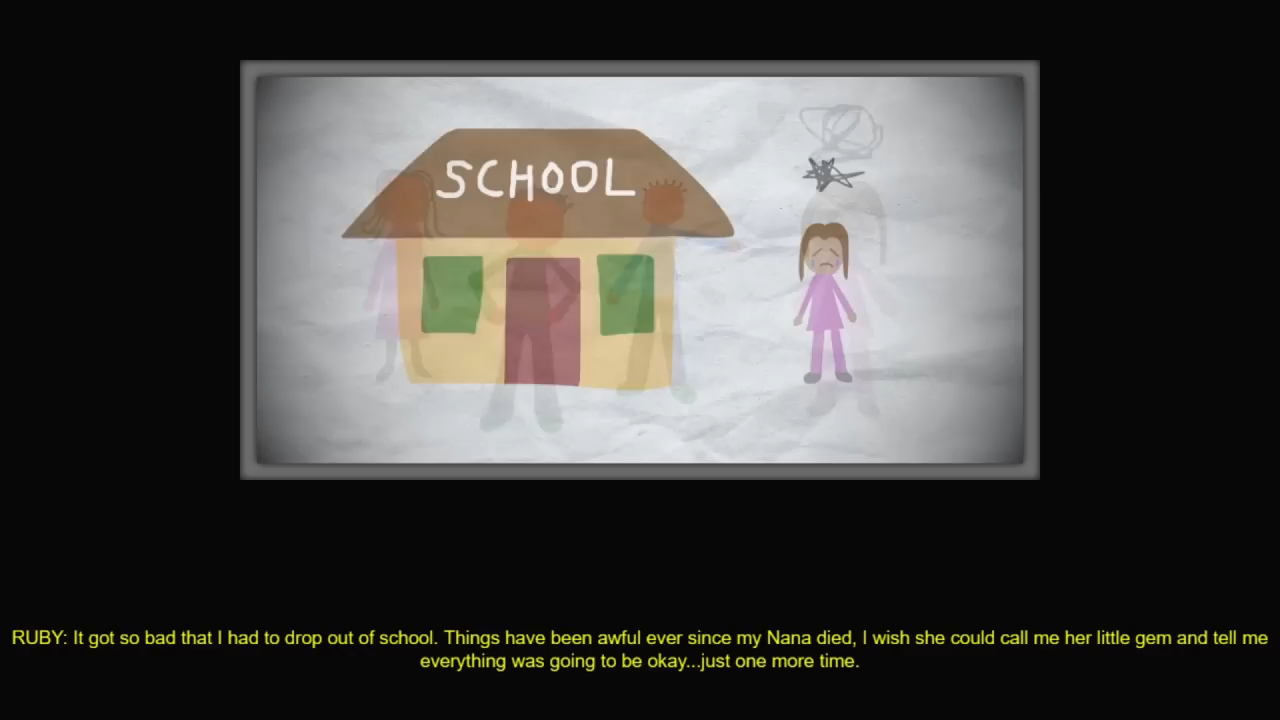 SCHOOL
RUBY: It got so bad that I had to drop out of school. Things have been awful ever since my Nana died, I wish she could call me her little gem and tell me
everything was going to be okay...just one more time.